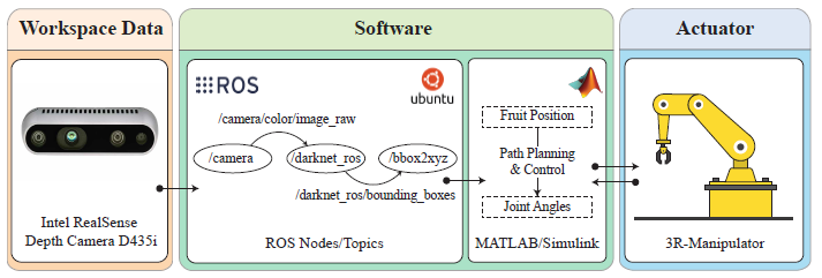 Workspace Data
Software
Actuator
Intel RealSense
Depth Camera D435i
ROS
ubuntu
/camera/color/image_raw
/camera
/darknet_ros
/bbox2xyz
/darknet_ros/bounding_boxes
ROS Nodes/Topics
Fruit Position
Path Planning
& Control
Joint Angles
MATLAB/Simulink
3R-Manipulator